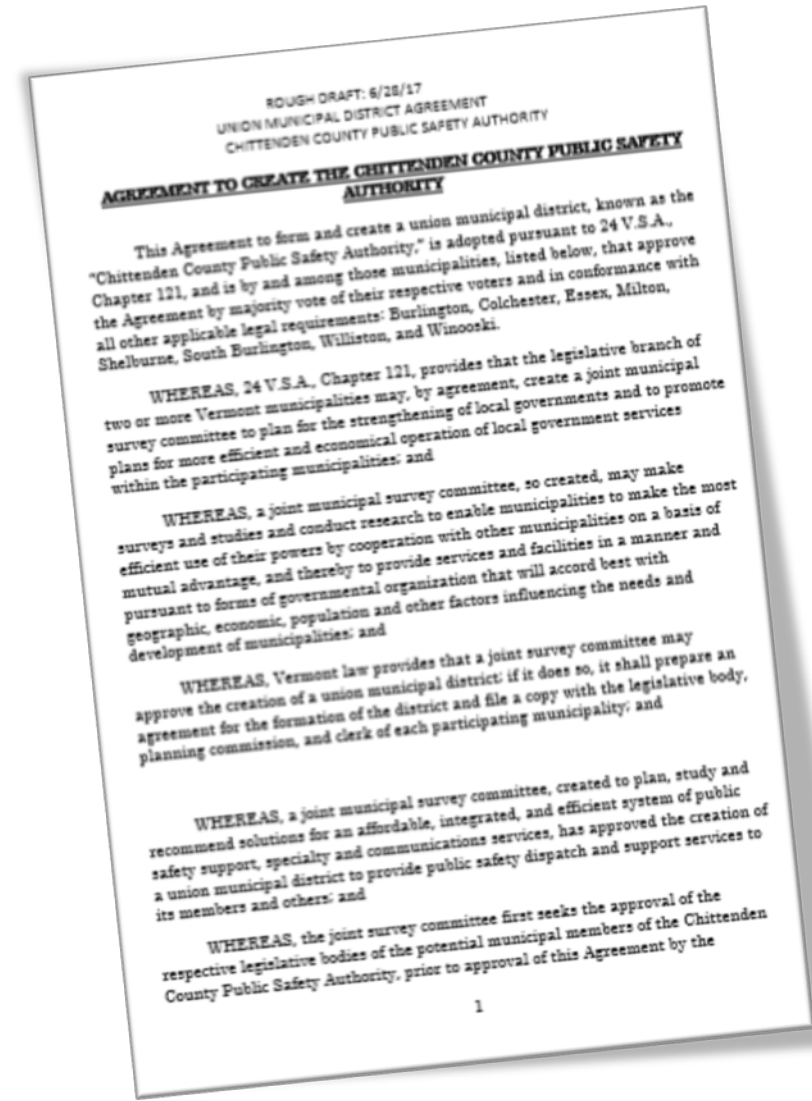 ROUGH DRAFT: 6/28/17
UNION MUNICIPAL DISTRICT AGREEMENT
CHITTENDEN COUNTY PUBLIC SAFETY AUTHORITY
AGREEMENT TO CREATE THE CHITTENDEN COUNTY PUBLIC SAFETY
AUTHORITY
This Agreement to form and create a union municipal district, known as the
"Chittenden County Public Safety Authority," is adopted pursuant to 24 V.S.A.,
Chapter 121, and is by and among those municipalities, listed below, that approve
the Agreement by majority vote of their respective voters and in conformance with
all other applicable legal requirements: Burlington, Colchester, Essex, Milton,
Shelburne, South Burlington, Williston, and Winooski.
WHEREAS, 24 V.S.A., Chapter 121, provides that the legislative branch of
two or more Vermont municipalities may, by agreement, create a joint municipal
survey committee to plan for the strengthening of local governments and to promote
plans for more efficient and economical operation of local government services
within the participating municipalities; and
WHEREAS, a joint municipal survey committee, so created, may make
surveys and studies and conduct research to enable municipalities to make the most
efficient use of their powers by cooperation with other municipalities on a basis of
mutual advantage, and thereby to provide services and facilities in a manner and
pursuant to forms of governmental organization that will accord best with
geographic, economic, population and other factors influencing the needs and
development of municipalities; and
WHEREAS, Vermont law provides that a joint survey committee may
approve the creation of a union municipal district; if it does so, it shall prepare an
agreement for the formation of the district and file a copy with the legislative body,
planning commission, and clerk of each participating municipality; and
WHEREAS, a joint municipal survey committee, created to plan, study and
recommend solutions for an affordable, integrated, and efficient system of public
safety support, specialty and communications services, has approved the creation of
a union municipal district to provide public safety dispatch and support services to
its members and others; and
WHEREAS, the joint survey committee first seeks the approval of the
respective legislative bodies of the potential municipal members of the Chittenden
County Public Safety Authority, prior to approval of this Agreement by the
1